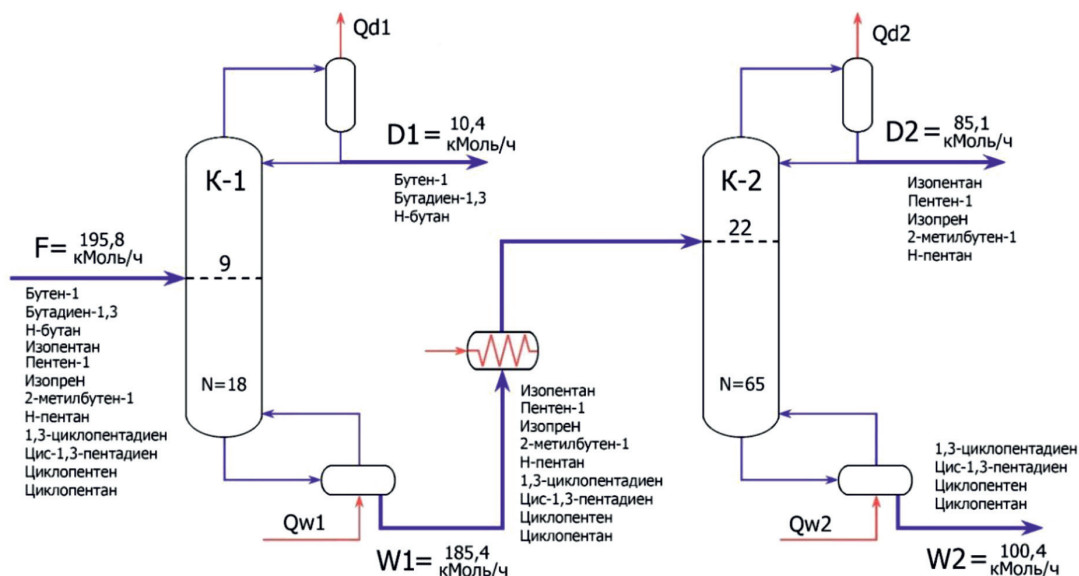 Qd1
D1= 10,4 кМоль/ч
Бутен-1
Бутадиен-1,3
Н-бутан
К-1
9
N=18
F= 195,8 кМоль/ч
Бутен-1
Бутадиен-1,3
Н-бутан
Изопентан
Пентен-1
Изопрен
2-метилбутен-1
Н-пентан
1,3-циклопентадиен
Цис-1,3-пентадиен
Циклопентен
Циклопентан
Qw1
W1= 185,4 кМоль/ч
Изопентан
Пентен-1
Изопрен
2-метилбутен-1
Н-пентан
1,3-циклопентадиен
Цис-1,3-пентадиен
Циклопентен
Циклопентан
Qd2
D2= 85,1 кМоль/ч
Изопентан
Пентен-1
Изопрен
2-метилбутен-1
Н-пентан
К-2
22
N=65
1,3-циклопентадиен
Цис-1,3-пентадиен
Циклопентен
Циклопентан
Qw2
W2= 100,4 кМоль/ч